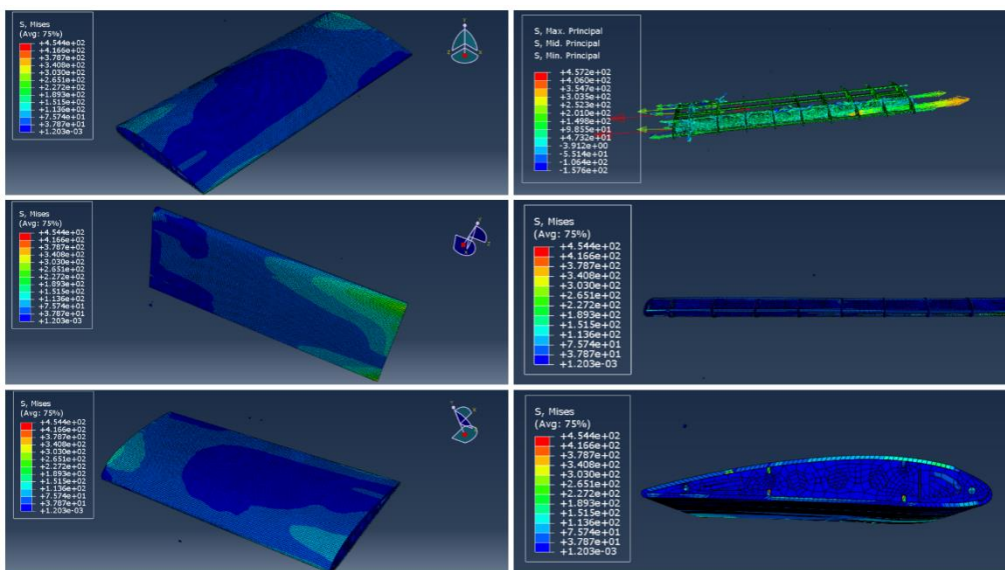 S, Mises
(Avg: 75%)
+4.544e+02
+4.166e+02
+3.787e+02
+3.408e+02
+3.030e+02
+2.651e+02
+2.272e+02
+1.893e+02
+1.515e+02
+1.136e+02
+7.574e+01
+3.787e+01
+1.203e-03
S, Max. Principal
S, Mid. Principal
S, Min. Principal
+4.572e+02
+4.060e+02
+3.547e+02
+3.035e+02
+2.523e+02
+2.010e+02
+1.498e+02
+9.855e+01
+4.732e+01
-3.912e+00
-5.514e+01
-1.064e+02
-1.576e+02
S, Mises
(Avg: 75%)
+4.544e+02
+4.166e+02
+3.787e+02
+3.408e+02
+3.030e+02
+2.651e+02
+2.272e+02
+1.893e+02
+1.515e+02
+1.136e+02
+7.574e+01
+3.787e+01
+1.203e-03
S, Mises
(Avg: 75%)
+4.544e+02
+4.166e+02
+3.787e+02
+3.408e+02
+3.030e+02
+2.651e+02
+2.272e+02
+1.893e+02
+1.515e+02
+1.136e+02
+7.574e+01
+3.787e+01
+1.203e-03
S, Mises
(Avg: 75%)
+4.544e+02
+4.166e+02
+3.787e+02
+3.408e+02
+3.030e+02
+2.651e+02
+2.272e+02
+1.893e+02
+1.515e+02
+1.136e+02
+7.574e+01
+3.787e+01
+1.203e-03
S, Mises
(Avg: 75%)
+4.544e+02
+4.166e+02
+3.787e+02
+3.408e+02
+3.030e+02
+2.651e+02
+2.272e+02
+1.893e+02
+1.515e+02
+1.136e+02
+7.574e+01
+3.787e+01
+1.203e-03